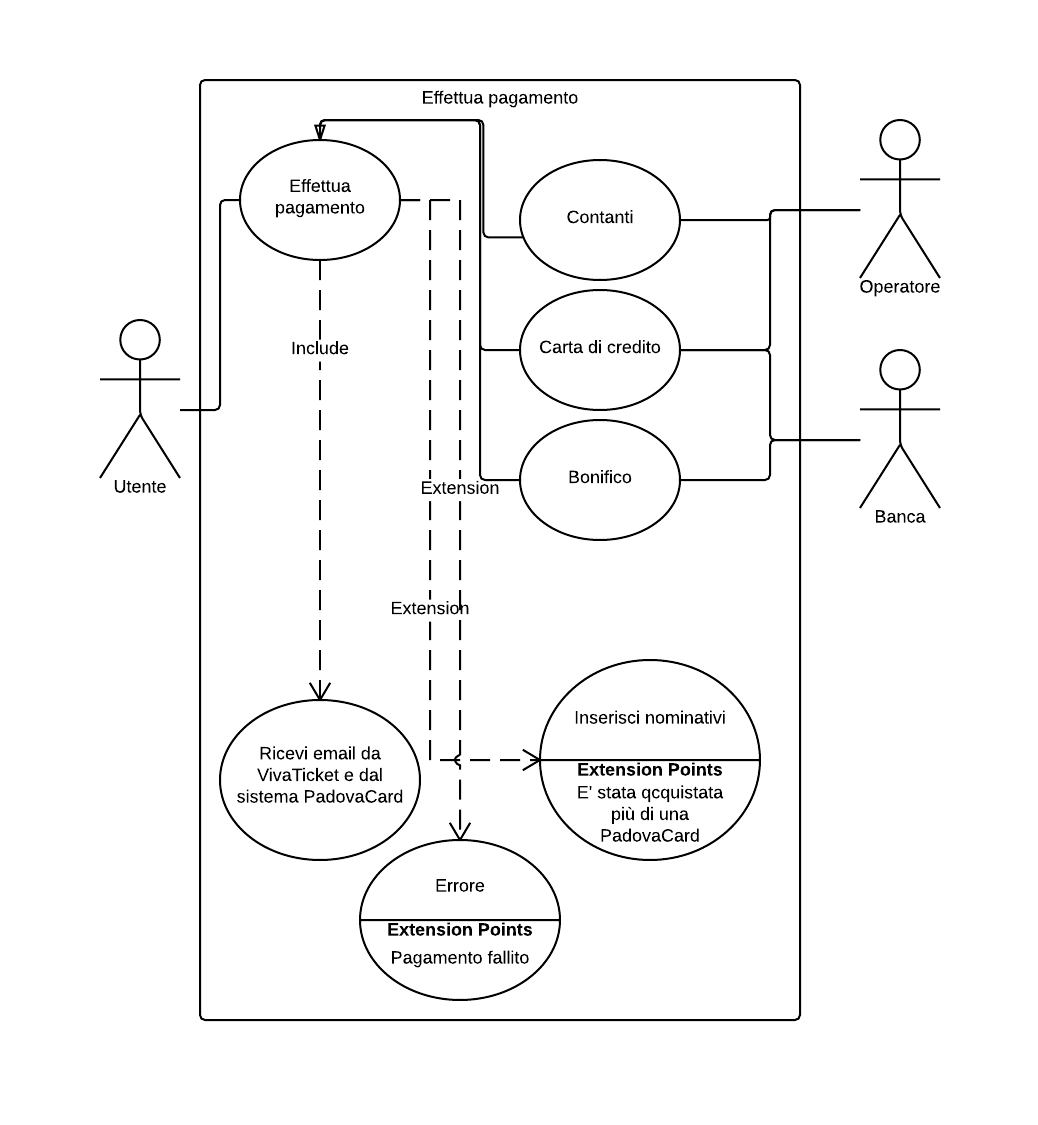 Effettua pagamento
Effettua
pagamento
Contanti
Operatore
Include
Carta di credito
Utente
Extension
Bonifico
Banca
Extension
Inserisci nominativi
Extension Points
E' stata qcquistata
più di una
PadovaCard
Ricevi email da
VivaTicket e dal
sistema PadovaCard
Errore
Extension Points
Pagamento fallito